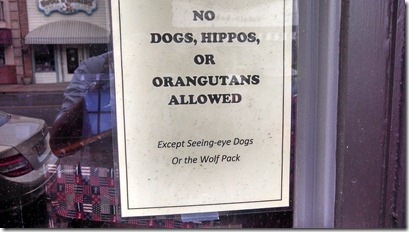 NO
DOGS, HIPPOS,
OR
ORANGUTANS
ALLOWED
Except Seeing-eye Dogs
Or the Wolf Pack